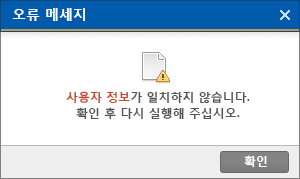 오류 메세지
사용자 정보가 일치하지 않습니다.
확인 후 다시 실행해 주십시오.
확인